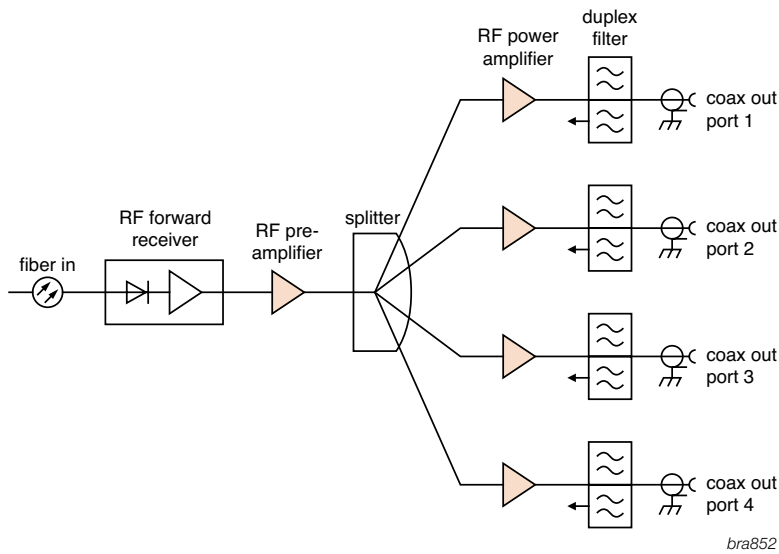 duplex
filter
RF power
amplifier
coax out
port 1
RF forward
receiver
RF pre-
amplifier
splitter
fiber in
coax out
port 2
coax out
port 3
coax out
port 4
bra852